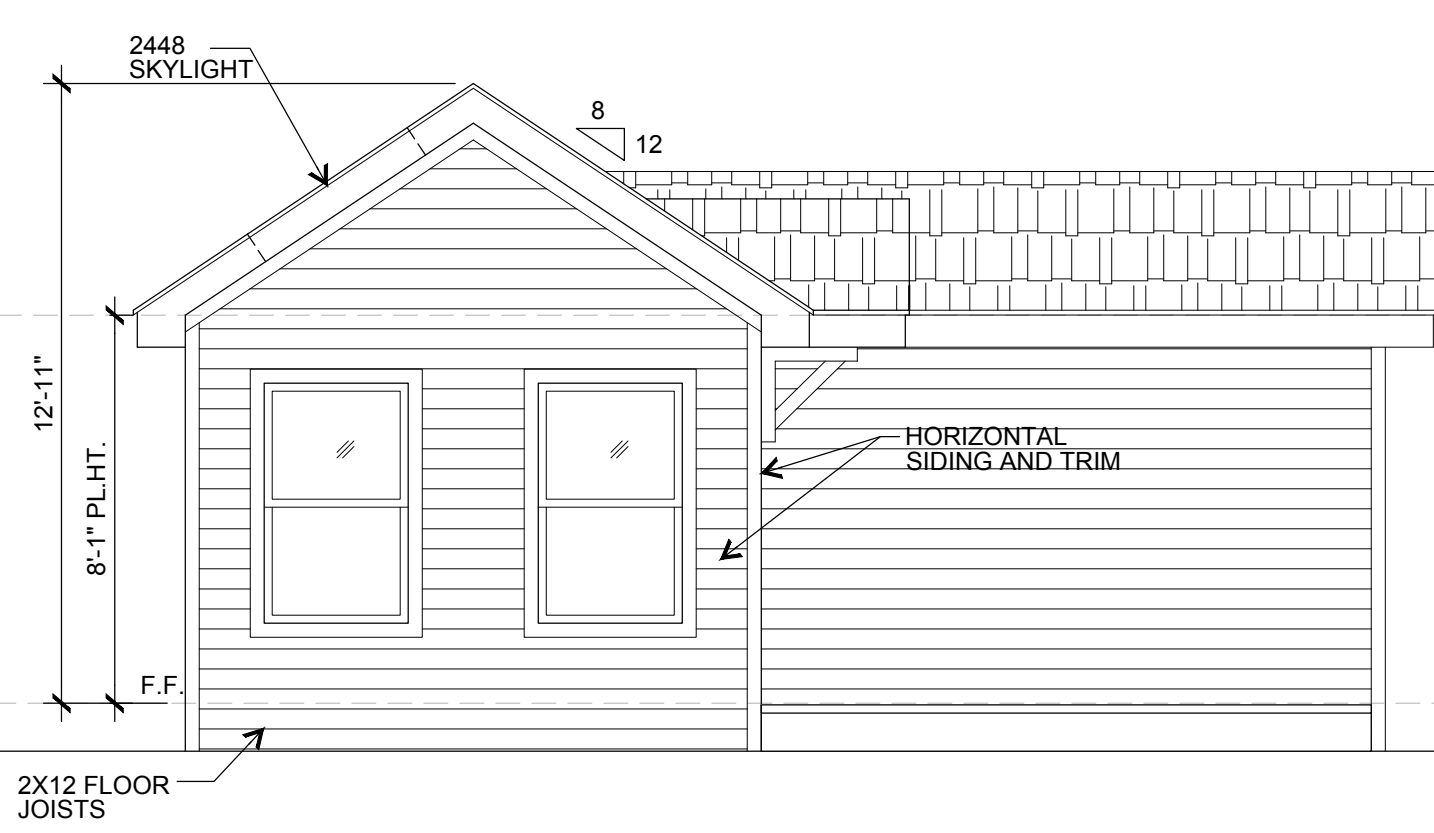 2448
SKYLIGHT
8
12
12'-11"
8'-1" PL.HT.
HORIZONTAL
SIDING AND TRIM
F.F.
2X12 FLOOR
JOISTS